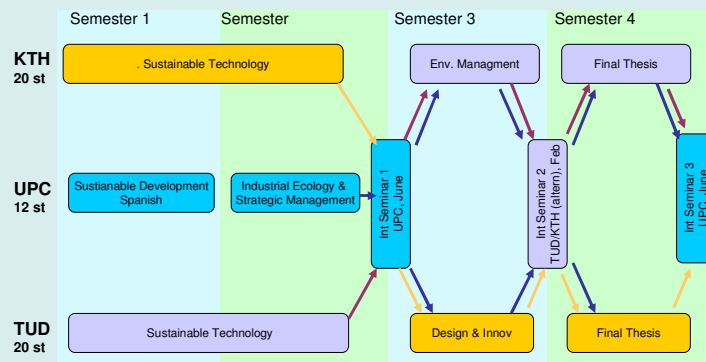 Semester 1
Semester
Semester 3
Semester 4
KTH
20 st
. Sustainable Technology
Env. Managment
Final Thesis
UPC
12 st
Sustianable Development
Spanish
Industrial Ecology &
Strategic Management
Int Seminar 1
UPC, June
Int Seminar 2
TUD/KTH (altern), Feb
Int Seminar 3
UPC, June
TUD
20 st
Sustainable Technology
Design & Innov
Final Thesis